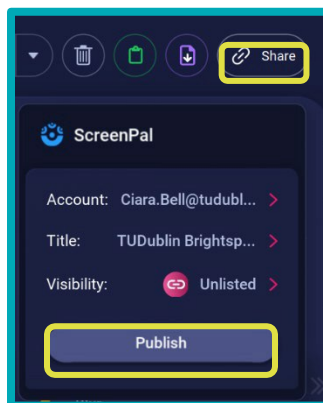 Share
ScreenPal
Account: Ciara.Bell@tudubl...
Title: TUDublin Brightsp...
Visibility: Unlisted
Publish